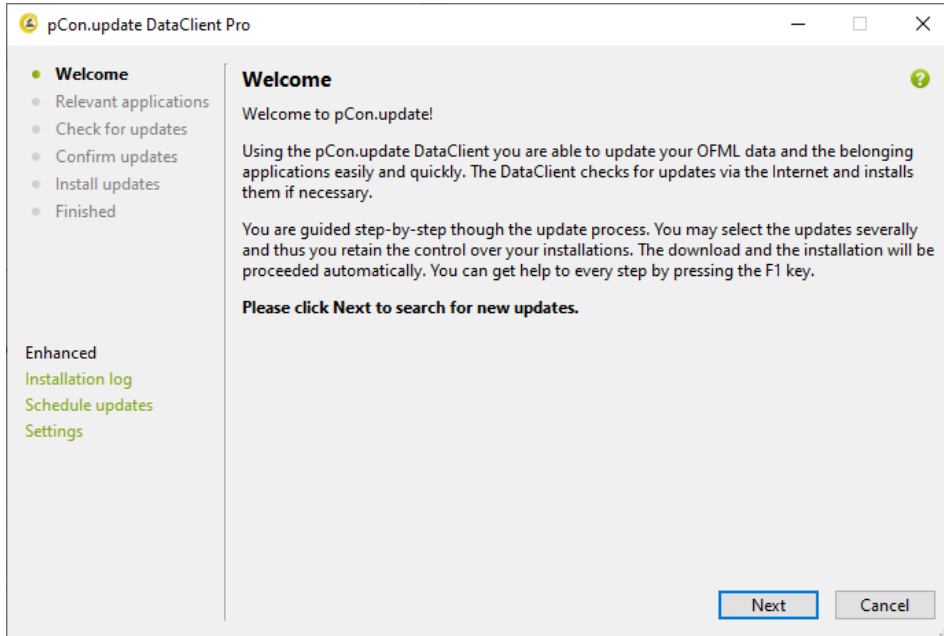 pCon.update DataClient Pro
Welcome
Relevant applications
Check for updates
Confirm updates
Install updates
Finished
Enhanced
Installation log
Schedule updates
Settings
Welcome
Welcome to pCon.update!
Using the pCon.update DataClient you are able to update your OFML data and the belonging
applications easily and quickly. The DataClient checks for updates via the Internet and installs
them if necessary.
You are guided step-by-step though the update process. You may select the updates severally
and thus you retain the control over your installations. The download and the installation will be
proceeded automatically. You can get help to every step by pressing the F1 key.
Please click Next to search for new updates.
Next
Cancel